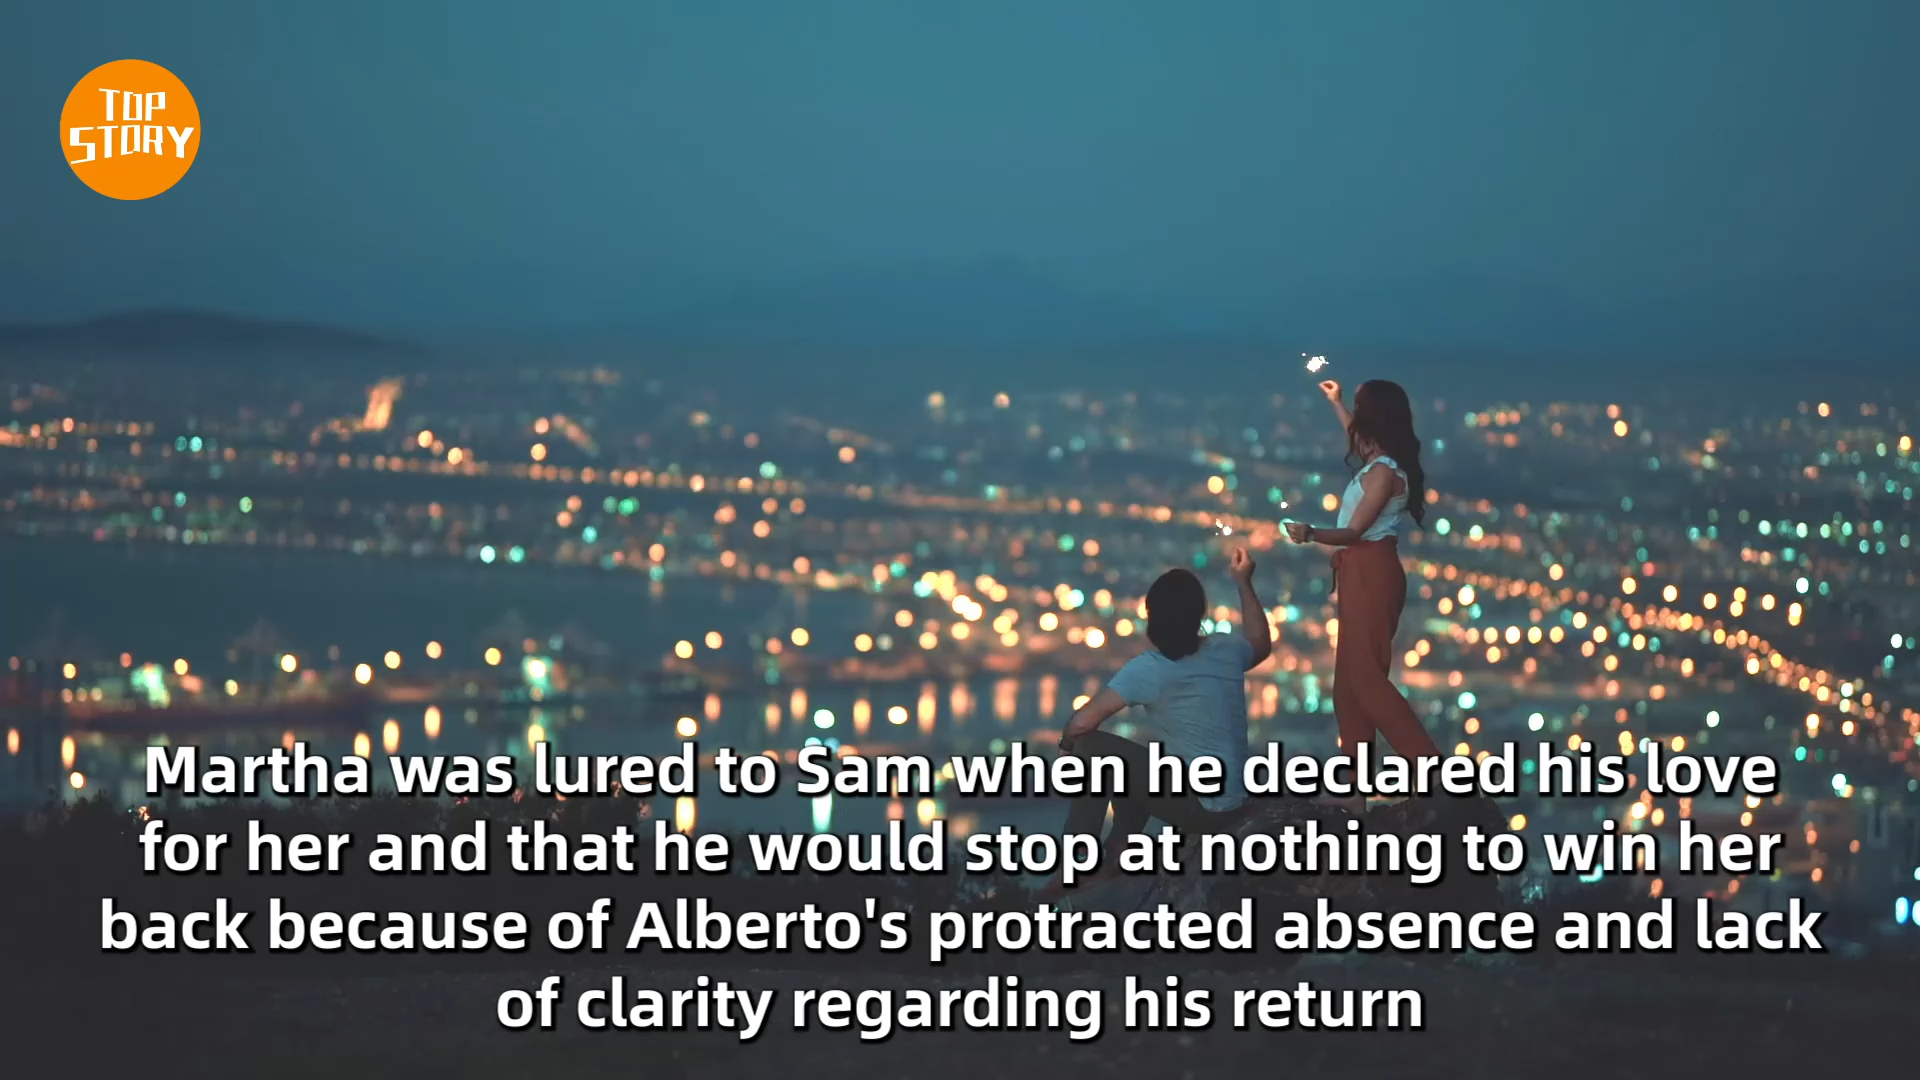 TOP
STORY
Martha was lured to Sam when he declared his love
for her and that he would stop at nothing to win her
back because of Alberto's protracted absence and lack
of clarity regarding his return